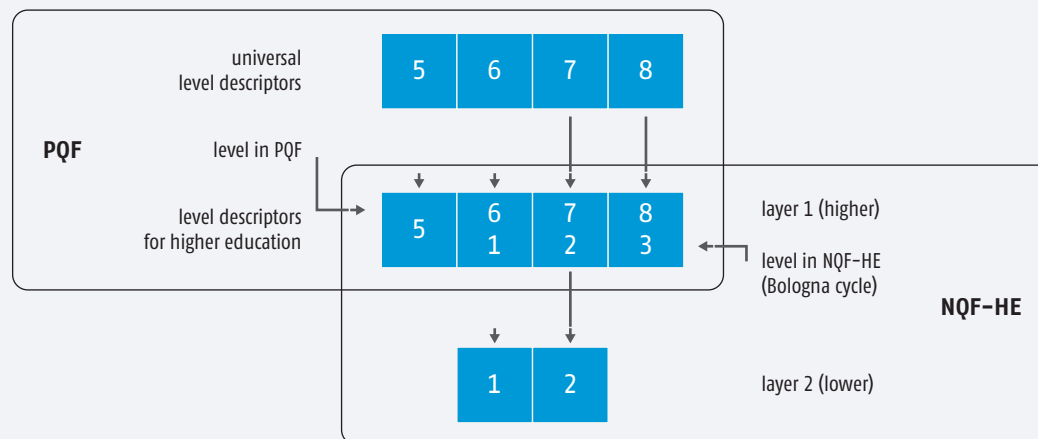 universal
level descriptors
5 6 7 8
PQF
level in PQF
level descriptors
for higher education
5 6 7 8
1 2 3
layer 1 (higher)
level in NQF–HE
(Bologna cycle)
NQF–HE
1 2
layer 2 (lower)